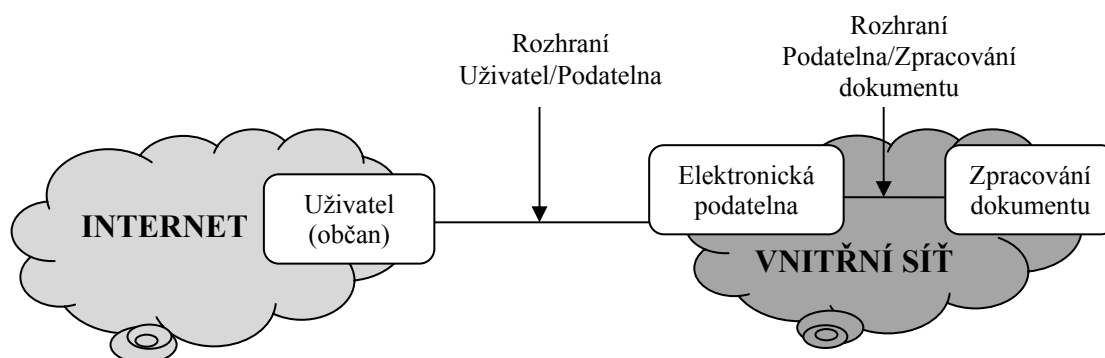 Rozhraní
Uživatel/Podatelna
Rozhraní
Podatelna/Zpracování
dokumentu
INTERNET
Uživatel
(občan)
Elektronická
podatelna
Zpracování
dokumentu
VNITŘNÍ SÍŤ